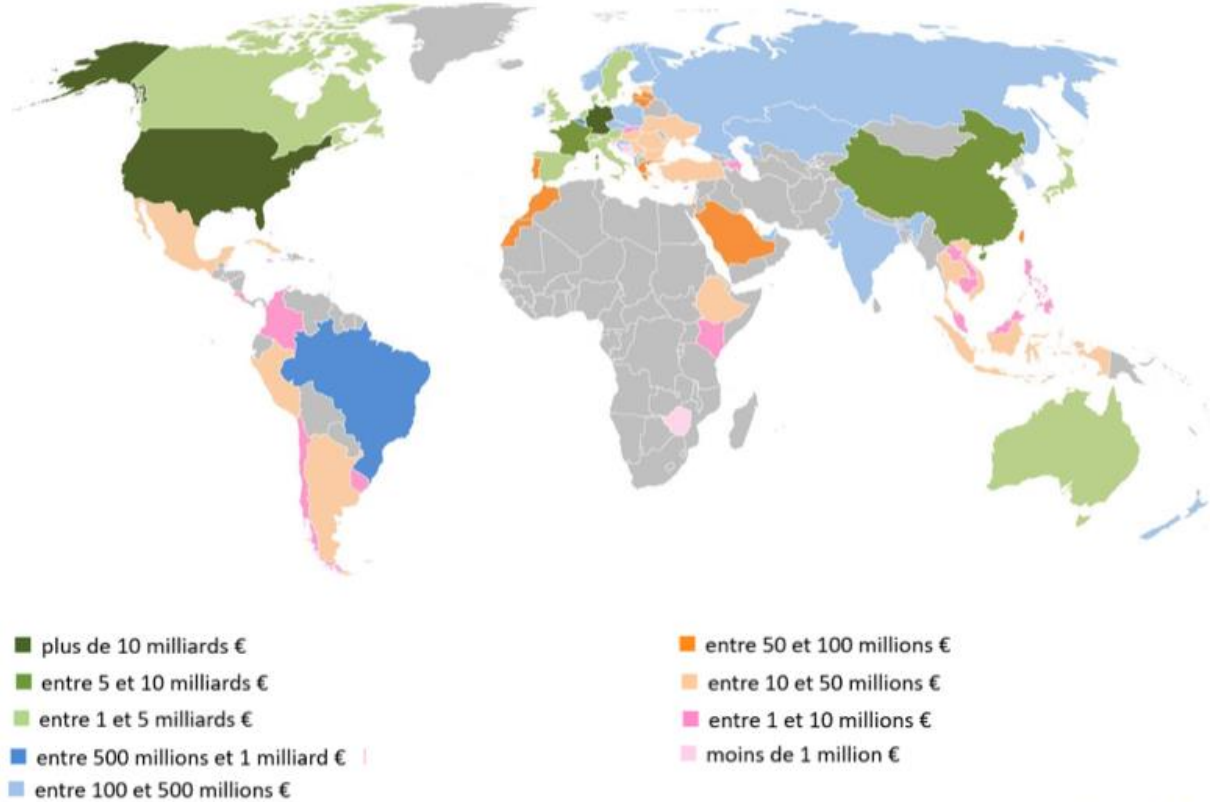 plus de 10 milliards €
entre 5 et 10 milliards €
entre 1 et 5 milliards €
entre 500 millions et 1 milliard €
entre 100 et 500 millions €
entre 50 et 100 millions €
entre 10 et 50 millions €
entre 1 et 10 millions €
moins de 1 million €